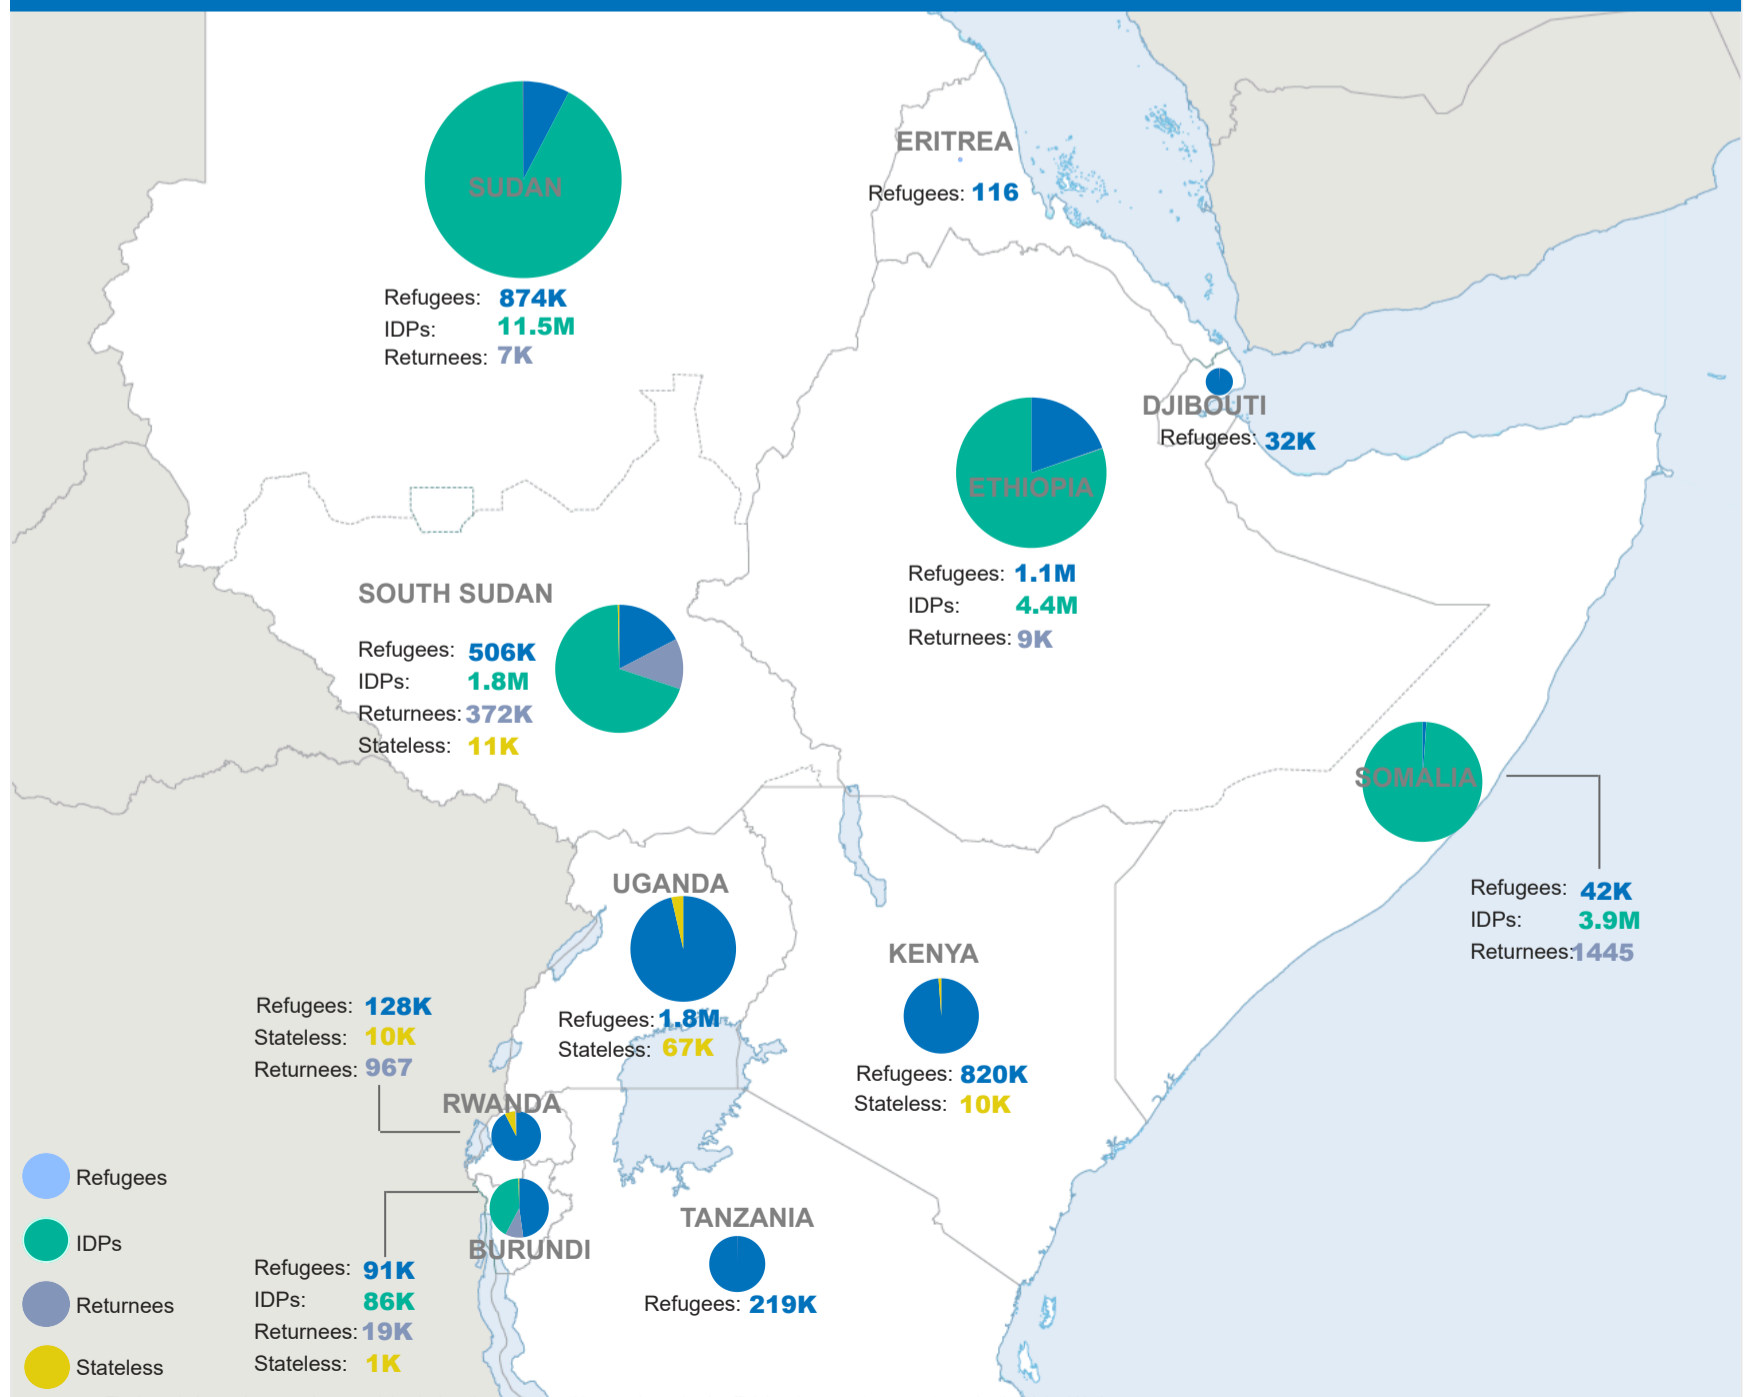 ERITREA
Refugees: 116
SUDAN
Refugees: 874K
IDPs: 11.5M
Returnees: 7K
DJIBOUTI
Refugees: 32K
ETHIOPIA
Refugees: 1.1M
IDPs: 4.4M
Returnees: 9K
SOUTH SUDAN
Refugees: 506K
IDPs: 1.8M
Returnees: 372K
Stateless: 11K
SOMALIA
Refugees: 42K
IDPs: 3.9M
Returnees: 1445
UGANDA
Refugees: 1.8M
Stateless: 67K
KENYA
Refugees: 820K
Stateless: 10K
Refugees: 128K
Stateless: 10K
Returnees: 967
RWANDA
BURUNDI
Refugees: 91K
IDPs: 86K
Returnees: 19K
Stateless: 1K
TANZANIA
Refugees: 219K
Refugees
IDPs
Returnees
Stateless